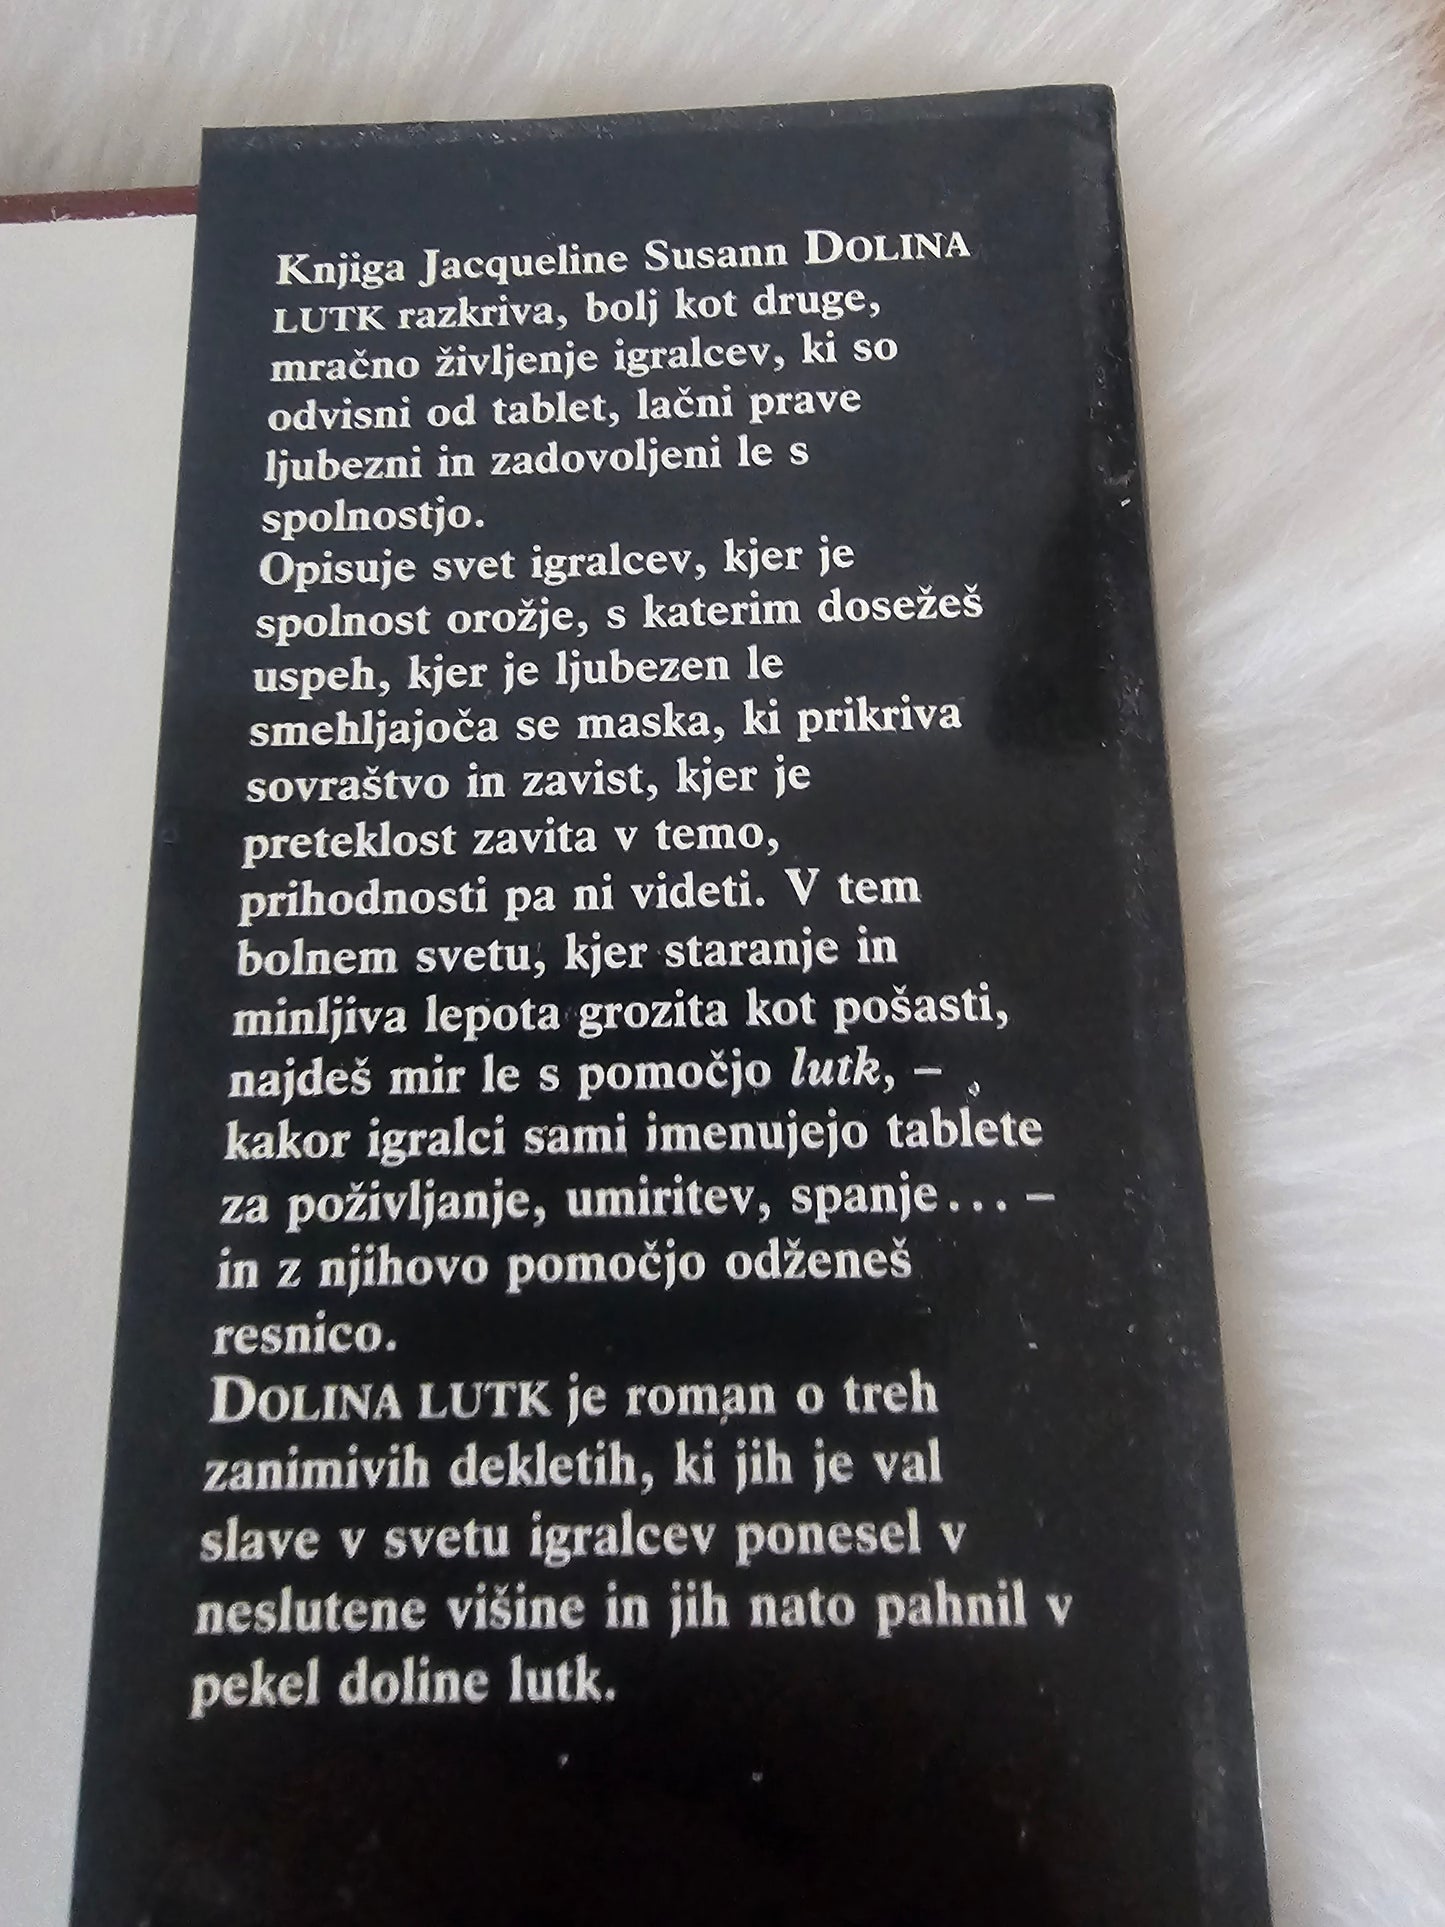 Knjiga Jacqueline Susann DOLINA
LUTK razkriva, bolj kot druge,
mračno življenje igralcev, ki so
odvisni od tablet, lačni prave
ljubezni in zadovoljeni le s
spolnostjo.
Opisuje svet igralcev, kjer je
spolnost orožje, s katerim dosežeš
uspeh, kjer je ljubezen le
smehljajoča se maska, ki prikriva
sovraštvo in zavist, kjer je
preteklost zavita v temo,
prihodnosti pa ni videti. V tem
bolnem svetu, kjer staranje in
minljiva lepota grozita kot pošasti,
najdeš mir le s pomočjo lutk, –
kakor igralci sami imenujejo tablete
za poživljanje, umiritev, spanje... –
in z njihovo pomočjo odženeš
resnico.
DOLINA LUTK je roman o treh
zanimivih dekletih, ki jih je val
slave v svetu igralcev ponesel v
neslutene višine in jih nato pahnil v
pekel doline lutk.